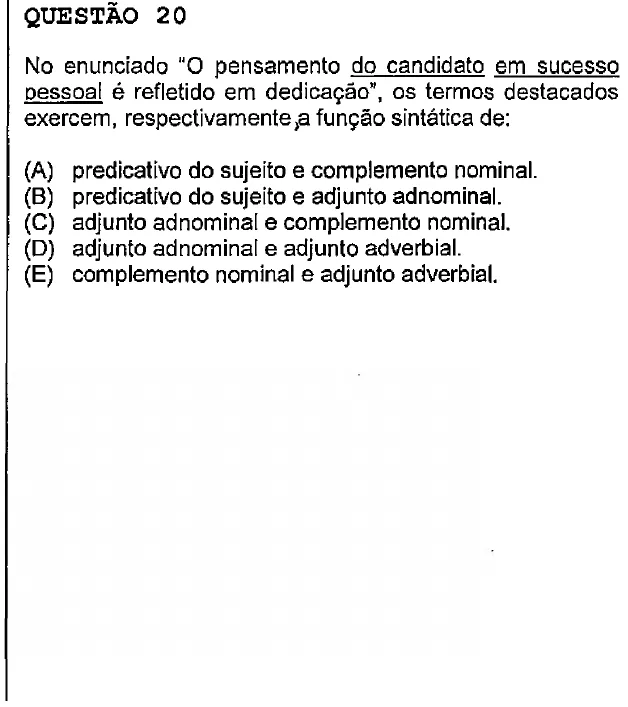 QUESTÃO 20
No enunciado "O pensamento do candidato em sucesso
pessoal é refletido em dedicação", os termos destacados
exercem, respectivamente,a função sintática de:
(A) predicativo do sujeito e complemento nominal.
(B) predicativo do sujeito e adjunto adnominal.
(C) adjunto adnominal e complemento nominal.
(D) adjunto adnominal e adjunto adverbial.
(E) complemento nominal e adjunto adverbial.